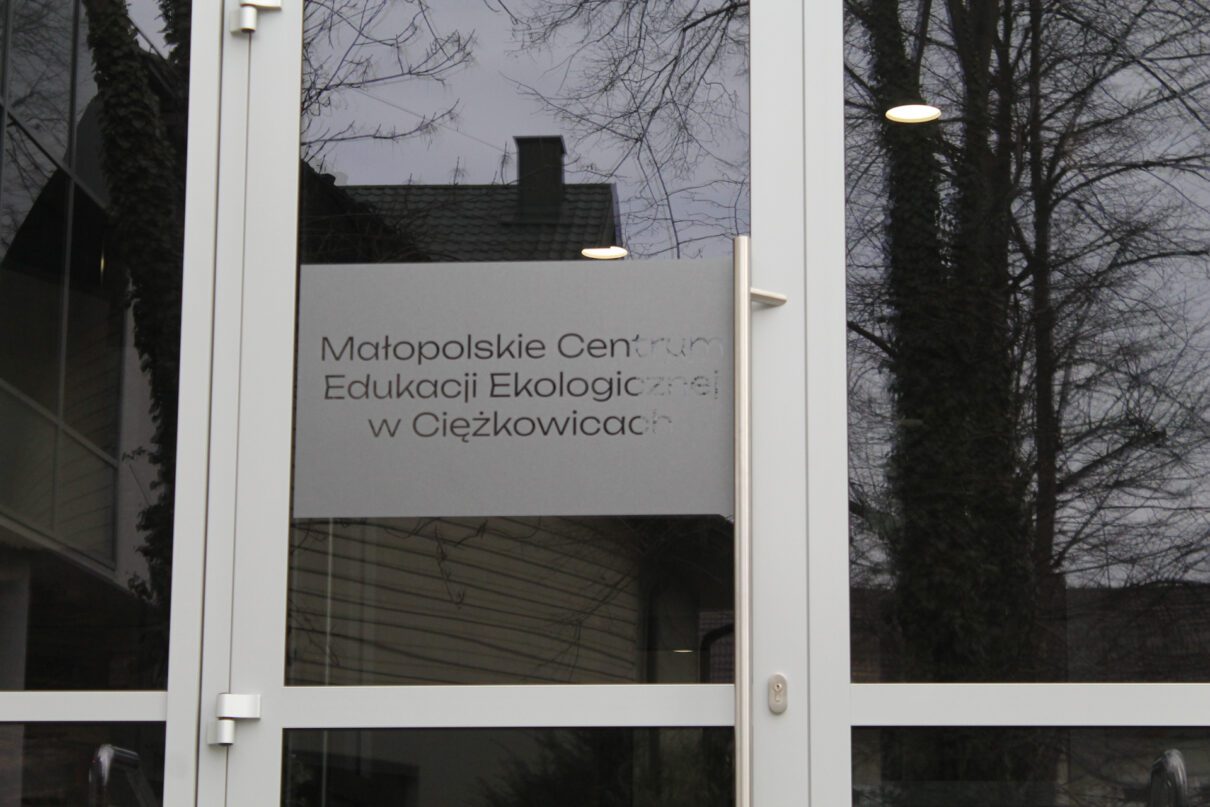 Małopolskie Centrum
Edukacji Ekologicznej
w Ciężkowicach